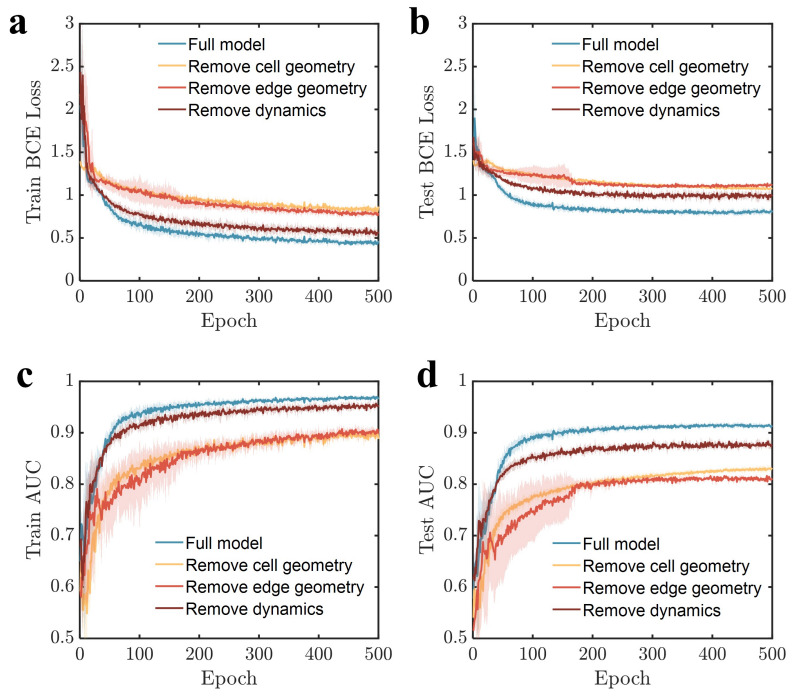 a
Train BCE Loss
3
2.5
2
1.5
1
0.5
0
0 100 200 300 400 500
Epoch
Full model
Remove cell geometry
Remove edge geometry
Remove dynamics
b
Test BCE Loss
3
2.5
2
1.5
1
0.5
0
0 100 200 300 400 500
Epoch
Full model
Remove cell geometry
Remove edge geometry
Remove dynamics
c
Train AUC
1
0.9
0.8
0.7
0.6
0.5
0 100 200 300 400 500
Epoch
Full model
Remove cell geometry
Remove edge geometry
Remove dynamics
d
Test AUC
1
0.9
0.8
0.7
0.6
0.5
0 100 200 300 400 500
Epoch
Full model
Remove cell geometry
Remove edge geometry
Remove dynamics